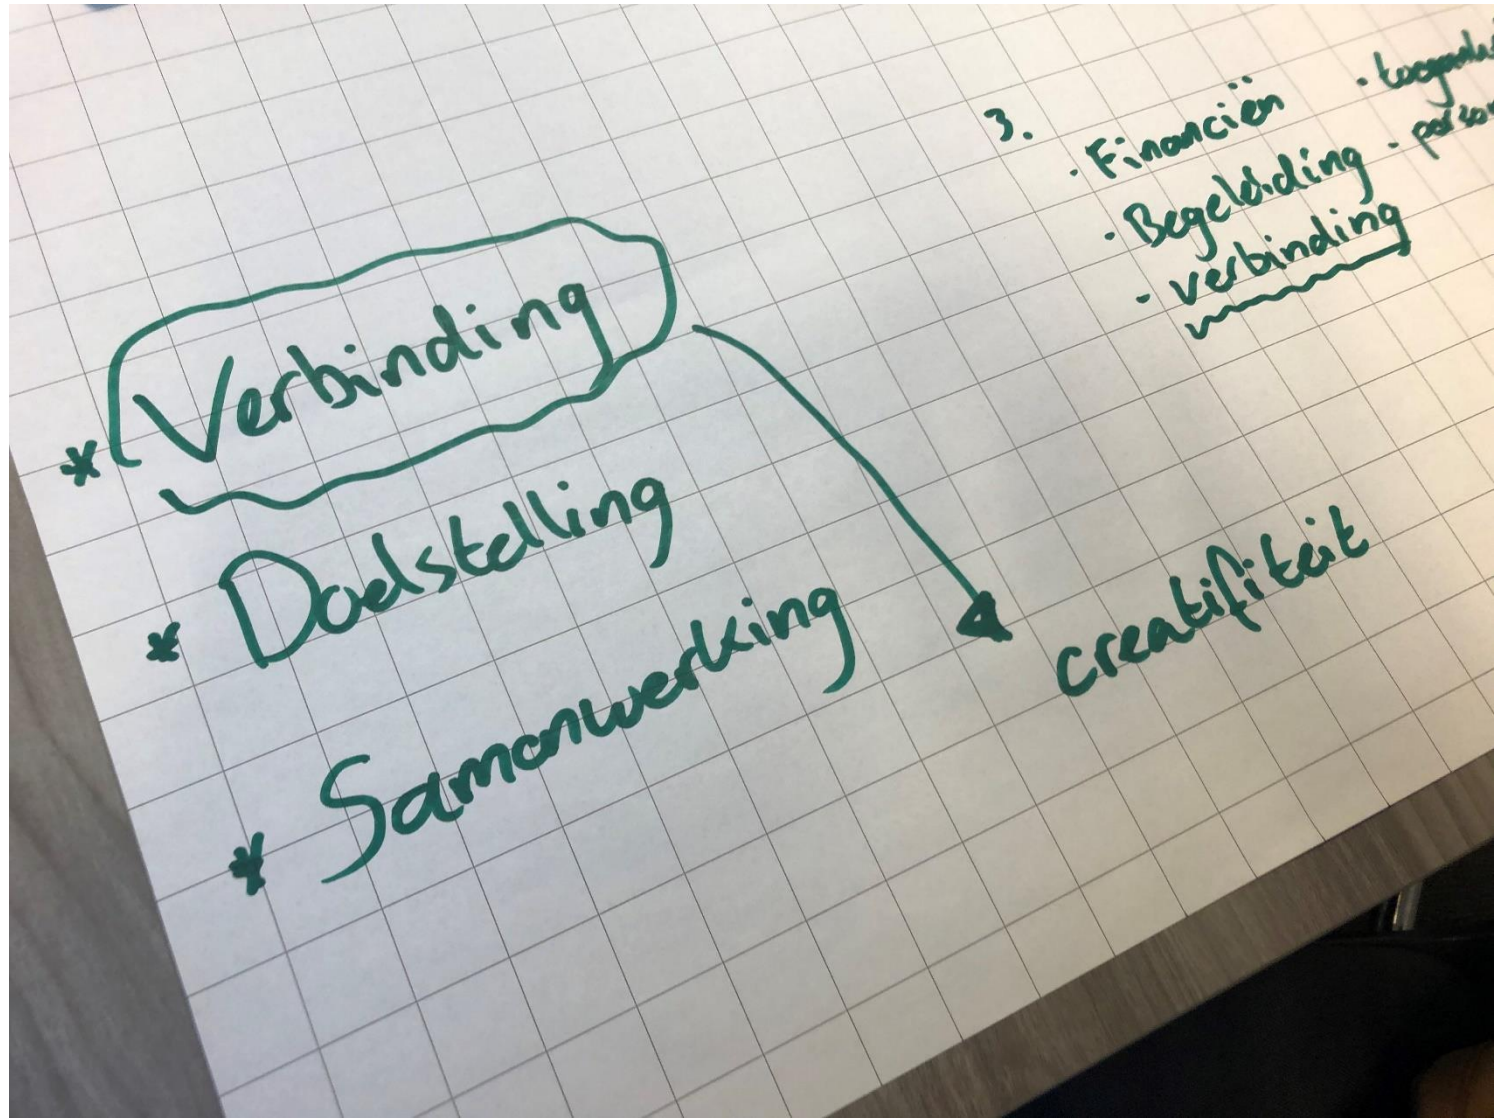 * Verbinding
* Doelstelling
* Samenwerking
creatifiteit
3.
- Financiën
- Begeleiding
- verbinding